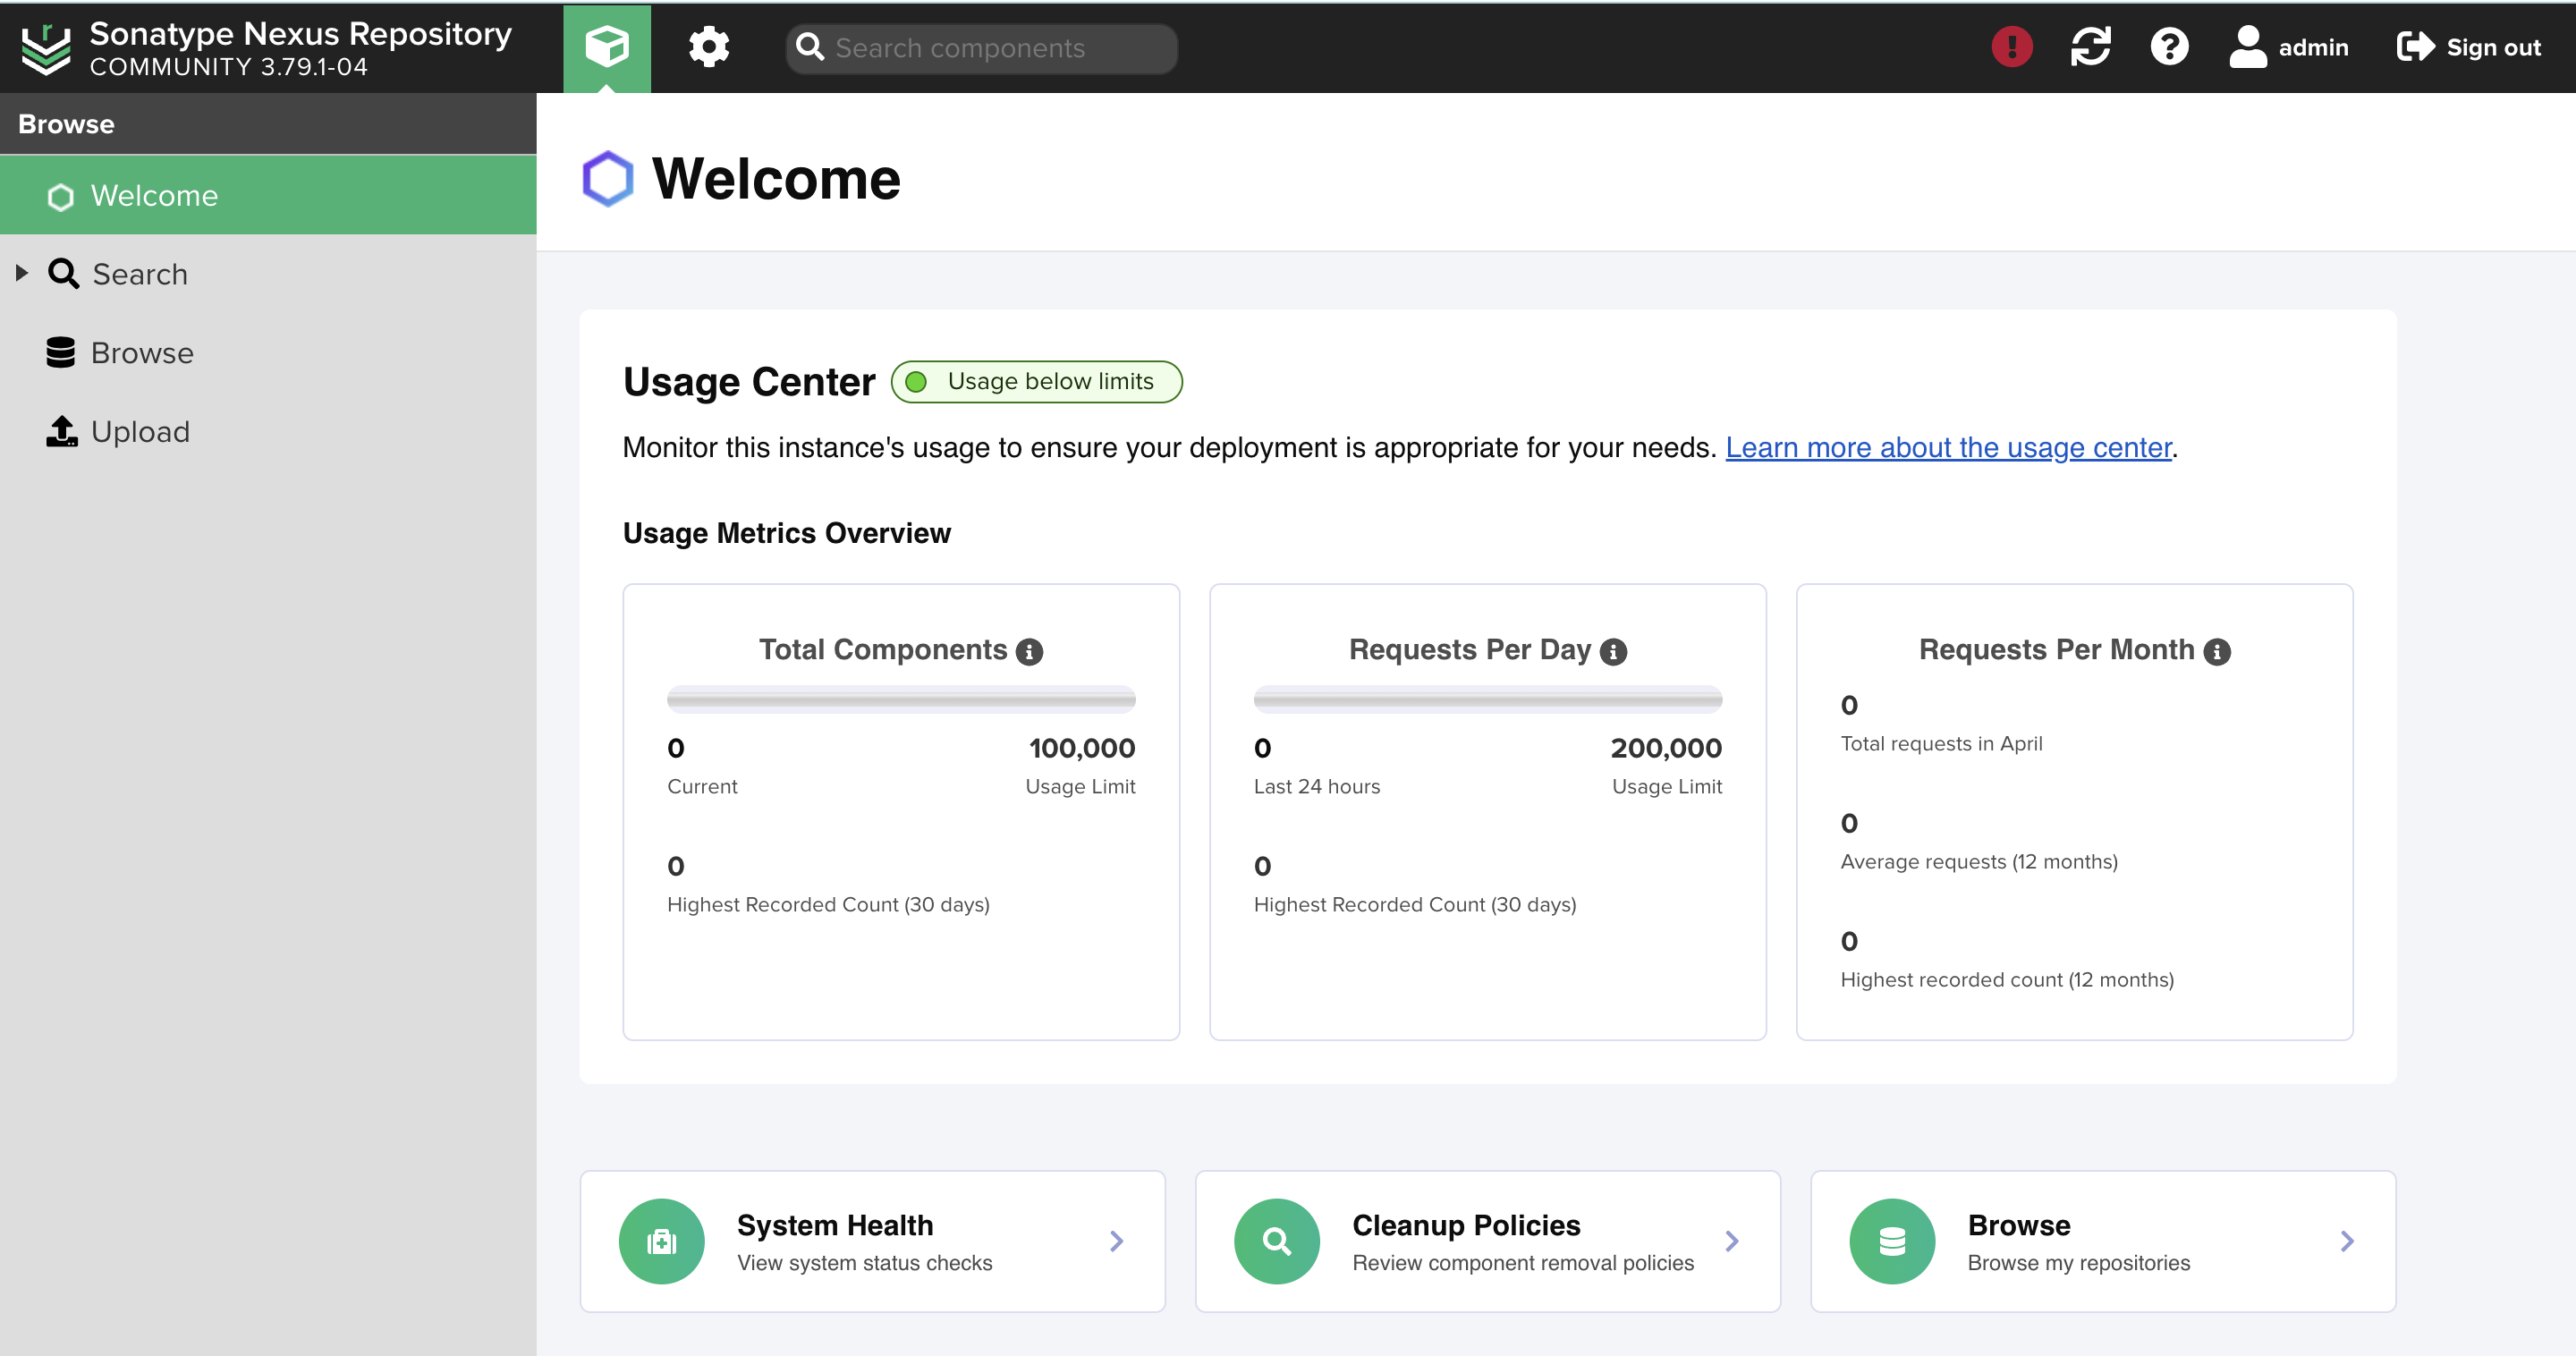 Sonatype Nexus Repository
COMMUNITY 3.79.1-04
Search components
admin
Sign out
Browse
Welcome
Search
Browse
Upload
Welcome
Usage Center
Usage below limits
Monitor this instance's usage to ensure your deployment is appropriate for your needs. Learn more about the usage center.
Usage Metrics Overview
Total Components
0
100,000
Current
Usage Limit
0
Highest Recorded Count (30 days)
Requests Per Day
0
200,000
Last 24 hours
Usage Limit
0
Highest Recorded Count (30 days)
Requests Per Month
0
Total requests in April
0
Average requests (12 months)
0
Highest recorded count (12 months)
System Health
View system status checks
Cleanup Policies
Review component removal policies
Browse
Browse my repositories